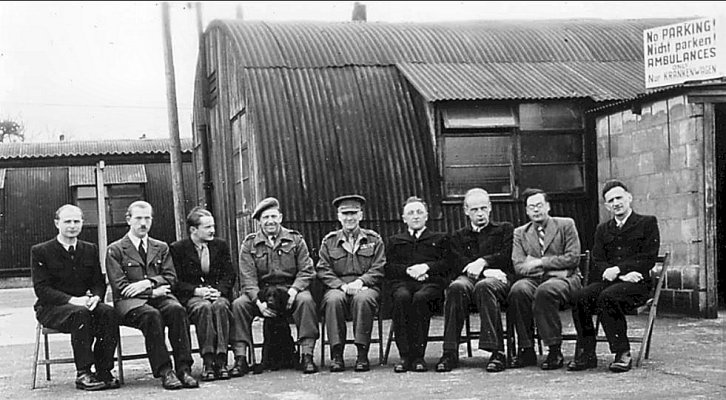 No PARKING!
Nicht parken!
AMBULANCES
ONLY
Nur KRANKENWAGEN